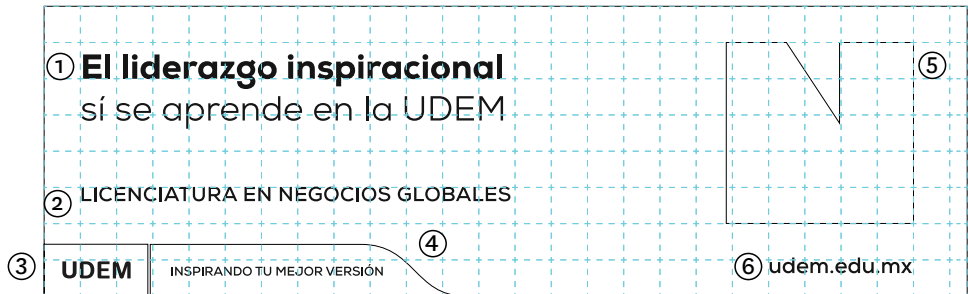 ① El liderazgo inspiracional
sí se aprende en la UDEM
⑤
② LICENCIATURA EN NEGOCIOS GLOBALES
③ UDEM
INSPIRANDO TU MEJOR VERSIÓN
④
⑥ udem.edu.mx